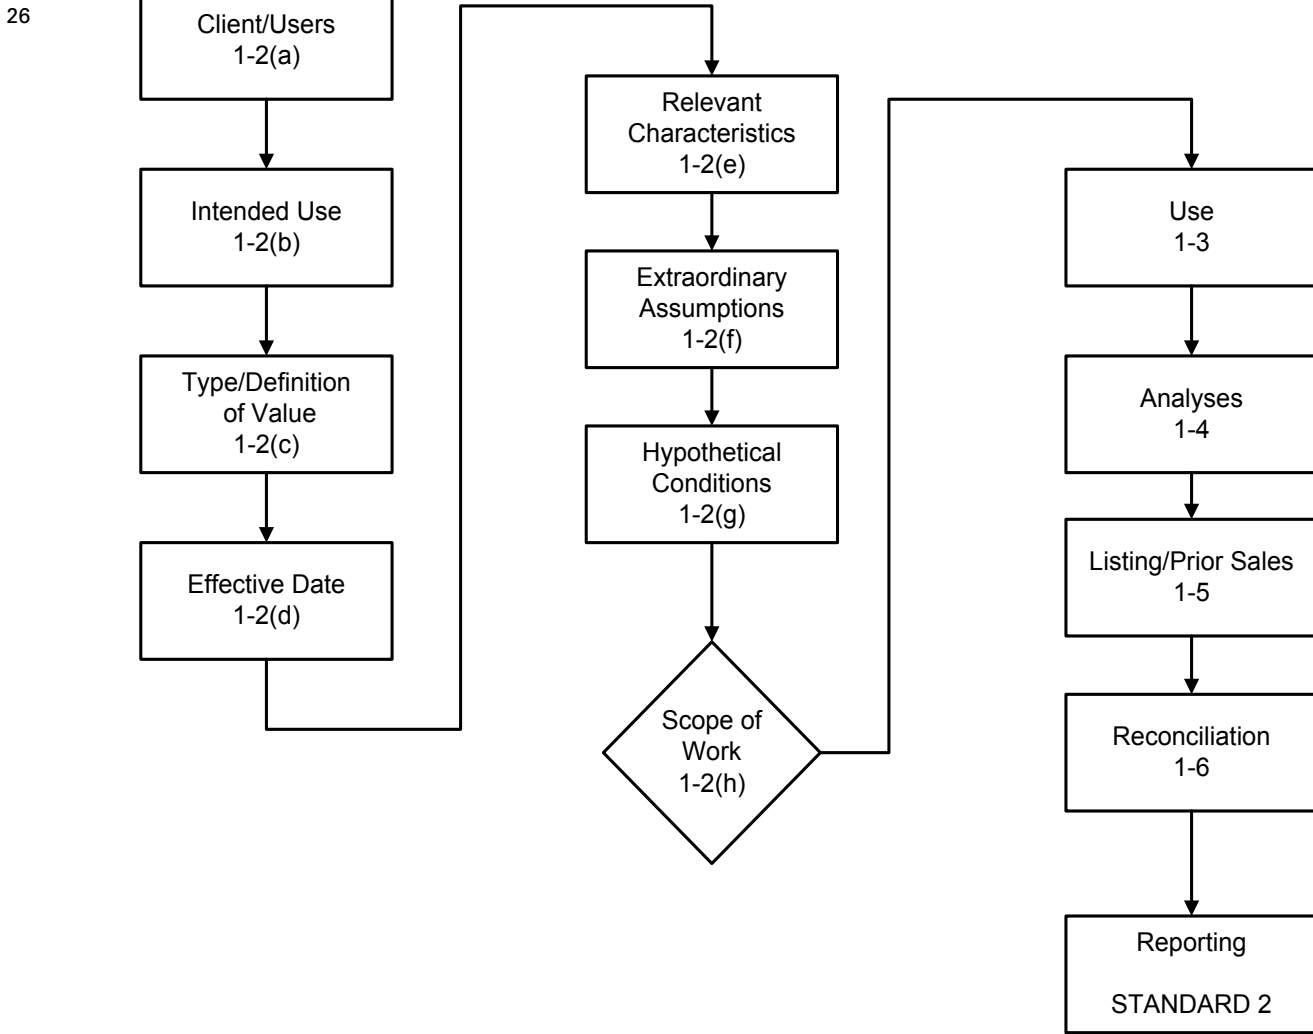 26
Client/Users
1-2(a)
Intended Use
1-2(b)
Type/Definition
of Value
1-2(c)
Effective Date
1-2(d)
Relevant
Characteristics
1-2(e)
Extraordinary
Assumptions
1-2(f)
Hypothetical
Conditions
1-2(g)
Scope of
Work
1-2(h)
Use
1-3
Analyses
1-4
Listing/Prior Sales
1-5
Reconciliation
1-6
Reporting
STANDARD 2